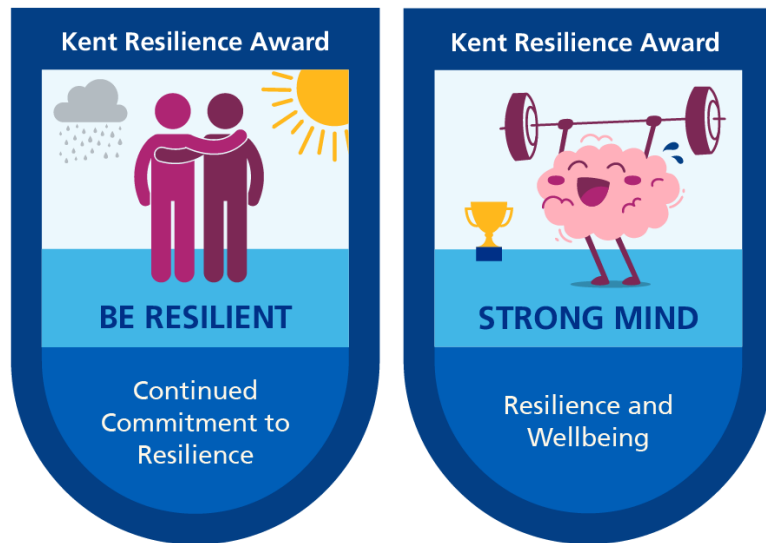 Kent Resilience Award
BE RESILIENT
Continued
Commitment to
Resilience
Kent Resilience Award
STRONG MIND
Resilience and
Wellbeing